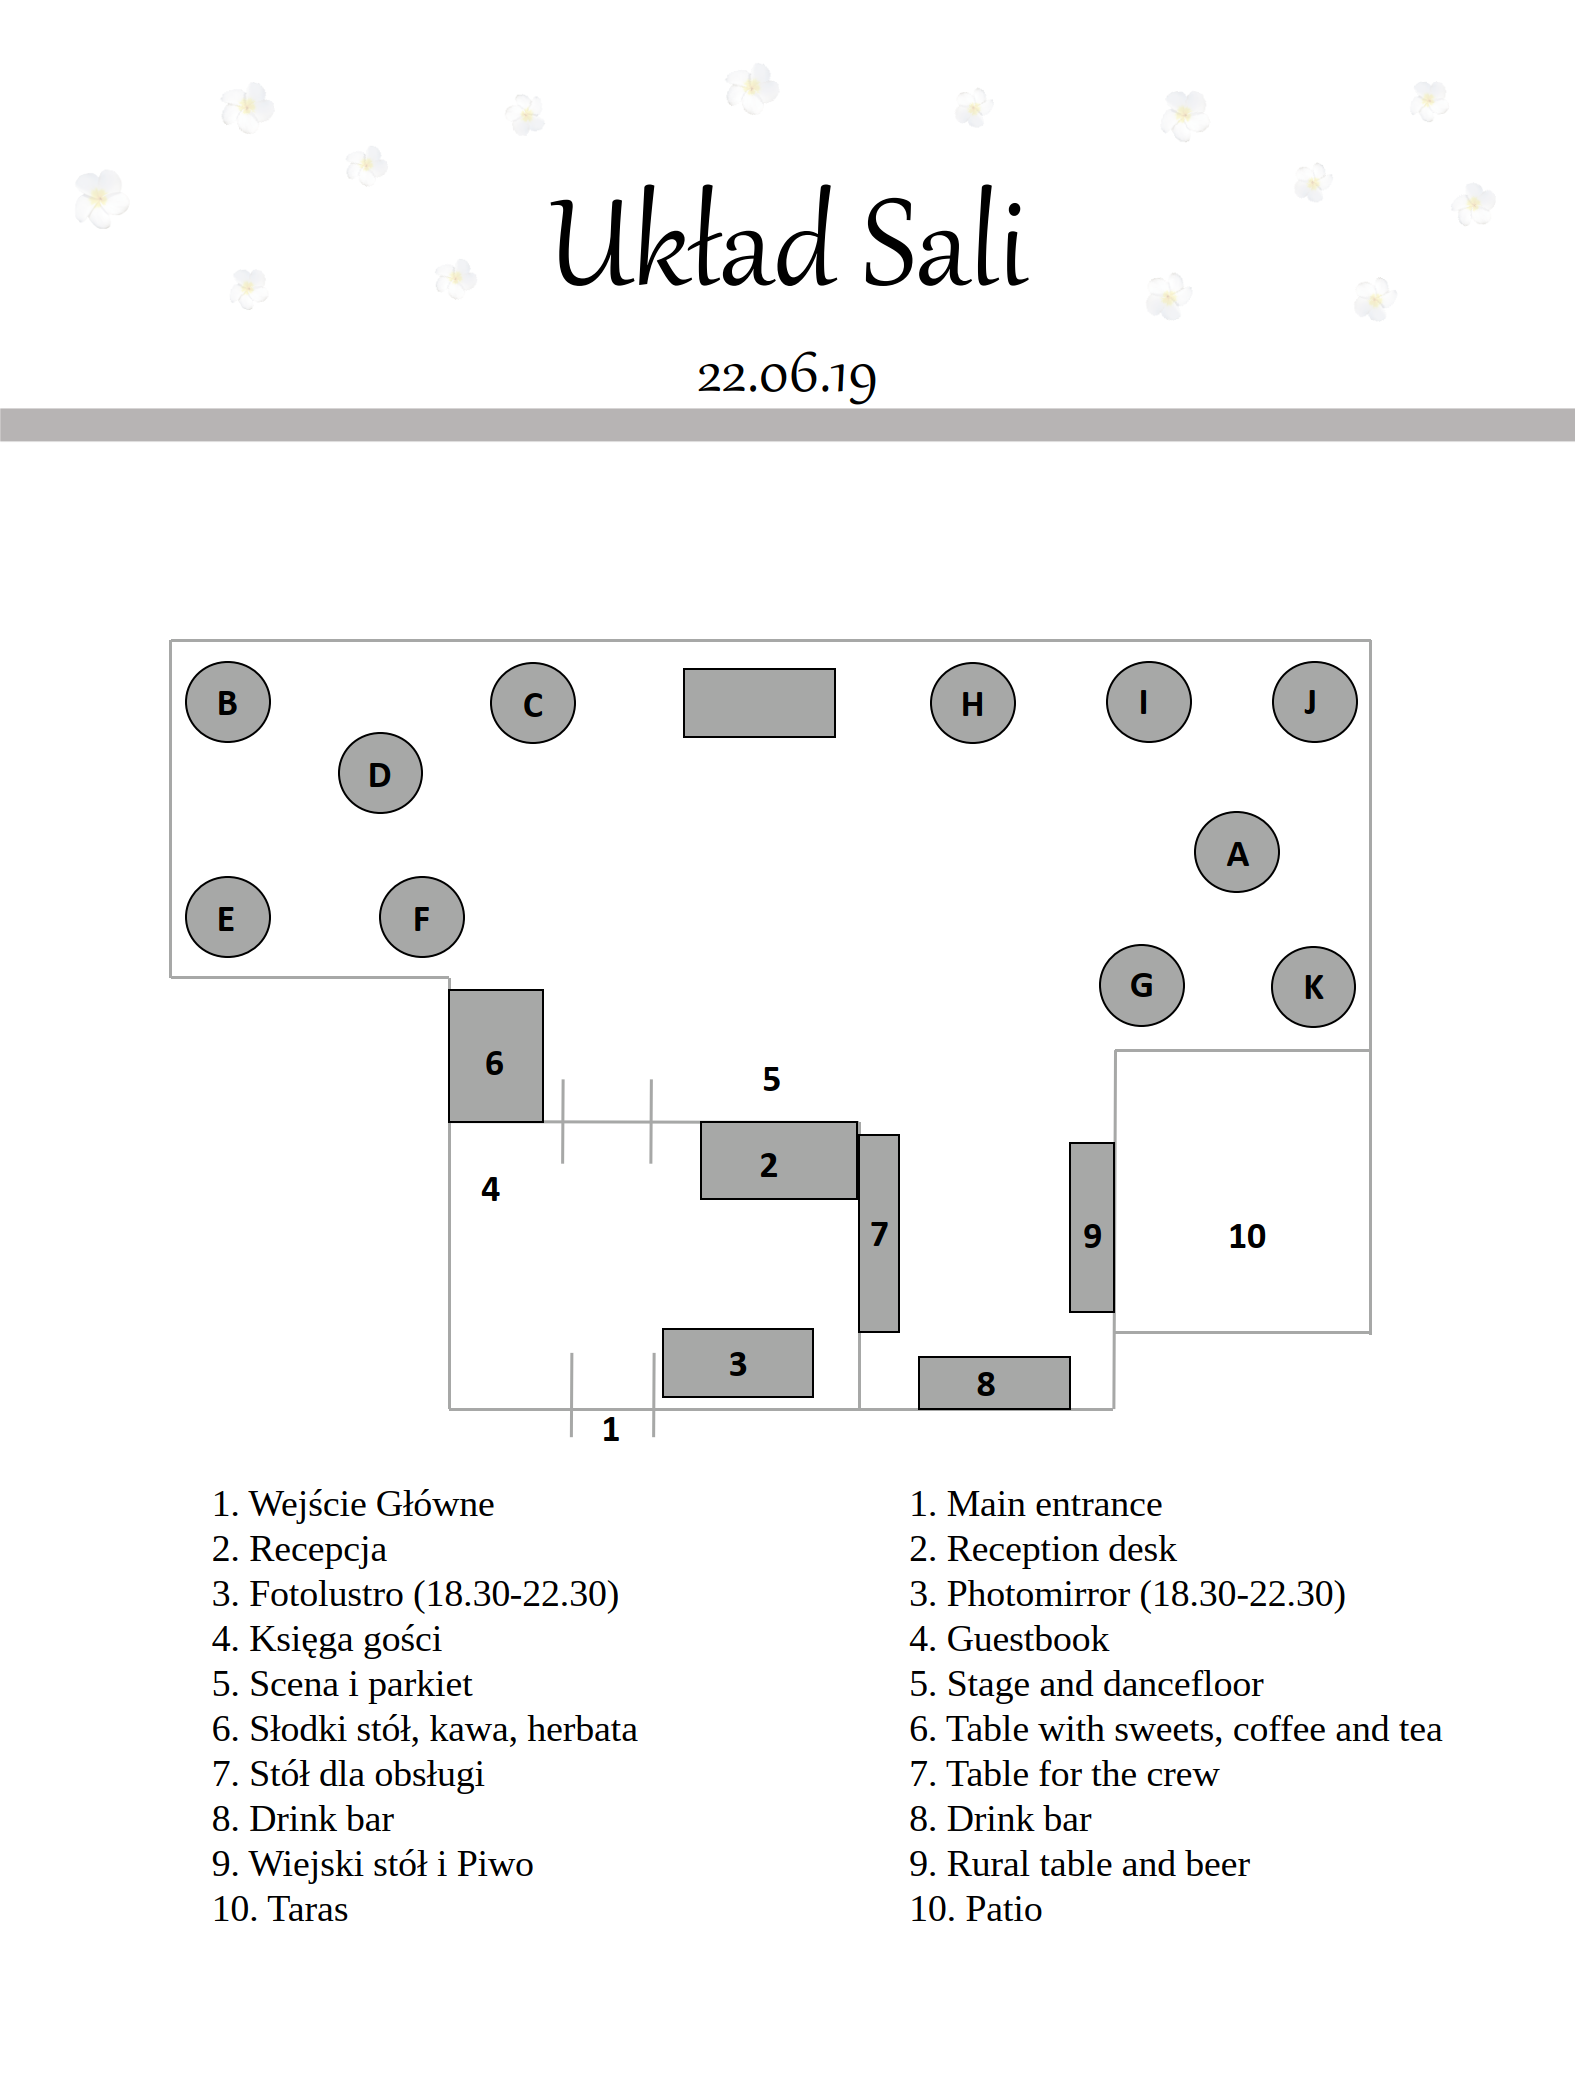 Układ Sali
22.06.19
B
C
H
I
J
D
A
E
F
G
K
6
5
2
4
7
9
10
3
8
1
1. Wejście Główne
2. Recepcja
3. Fotolustro (18.30-22.30)
4. Księga gości
5. Scena i parkiet
6. Słodki stół, kawa, herbata
7. Stół dla obsługi
8. Drink bar
9. Wiejski stół i Piwo
10. Taras
1. Main entrance
2. Reception desk
3. Photomirror (18.30-22.30)
4. Guestbook
5. Stage and dancefloor
6. Table with sweets, coffee and tea
7. Table for the crew
8. Drink bar
9. Rural table and beer
10. Patio